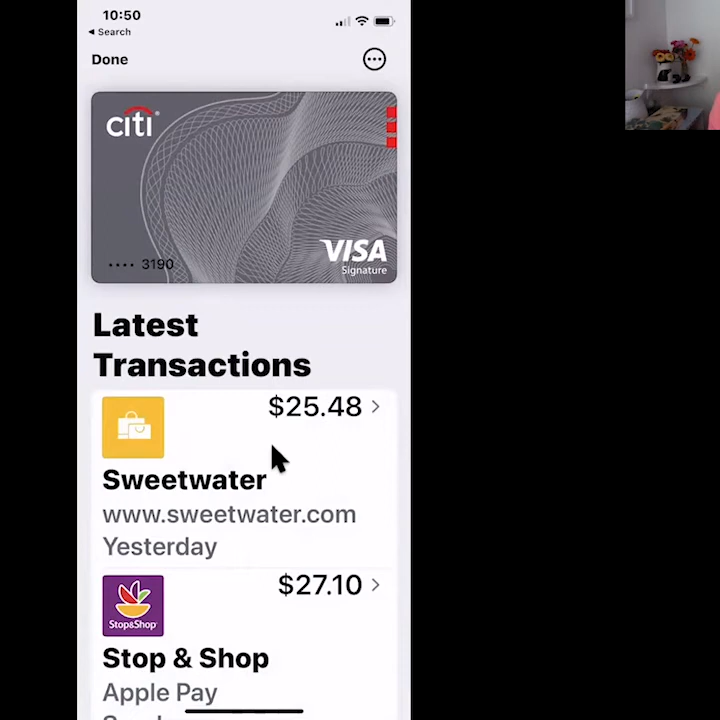 10:50
Search
Done
citi
VISA
Signature
•••• 3190
Latest
Transactions
$25.48
Sweetwater
www.sweetwater.com
Yesterday
$27.10
Stop&Shop
Stop & Shop
Apple Pay